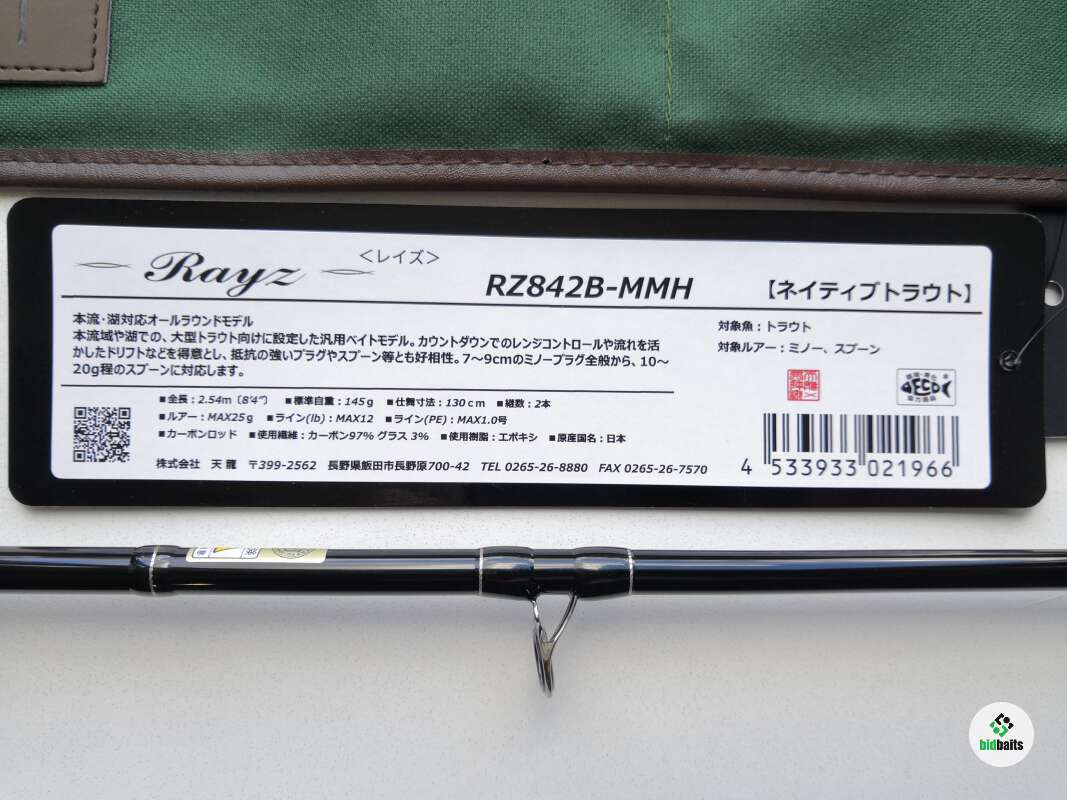 Rayz
<レイズ>
RZ842B-MMH
【ネイティブトラウト】
本流・湖対応オールラウンドモデル
本流域や湖での、大型トラウト向けに設定した汎用ベイトモデル。カウントダウンでのレンジコントロールや流れを活
かしたドリフトなどを得意とし、抵抗の強いプラグやスプーン等とも好相性。7～9cmのミノープラグ全般から、10～
20g程のスプーンに対応します。
対象魚：トラウト
対象ルアー：ミノー、スプーン
ECO
■全長：2.54m〔8'4"〕 ■標準自重：145g ■仕舞寸法：130cm ■継数：2本
■ルアー：MAX25g ■ライン(lb)：MAX12 ■ライン(PE)：MAX1.0号
■カーボンロッド ■使用繊維：カーボン97% グラス 3% ■使用樹脂：エポキシ ■原産国名：日本
株式会社 天龍 〒399-2562 長野県飯田市長野原700-42 TEL 0265-26-8880 FAX 0265-26-7570
4 533933 021966
bidbaits